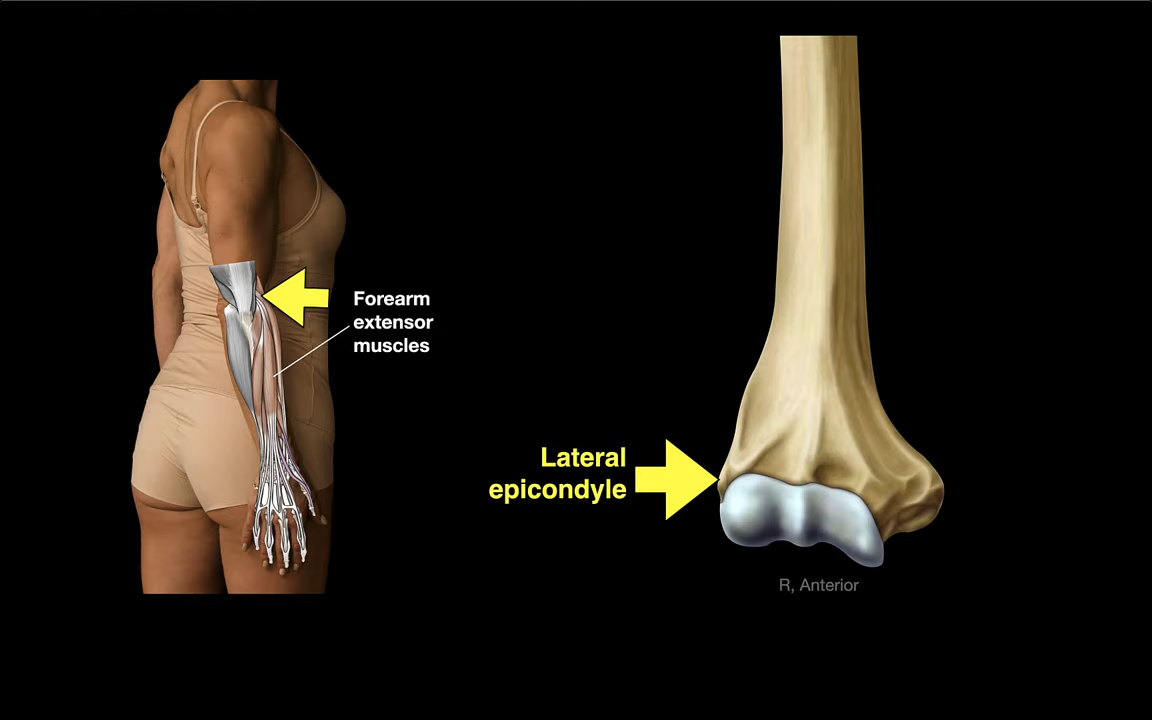 Forearm
extensor
muscles
Lateral
epicondyle
R, Anterior